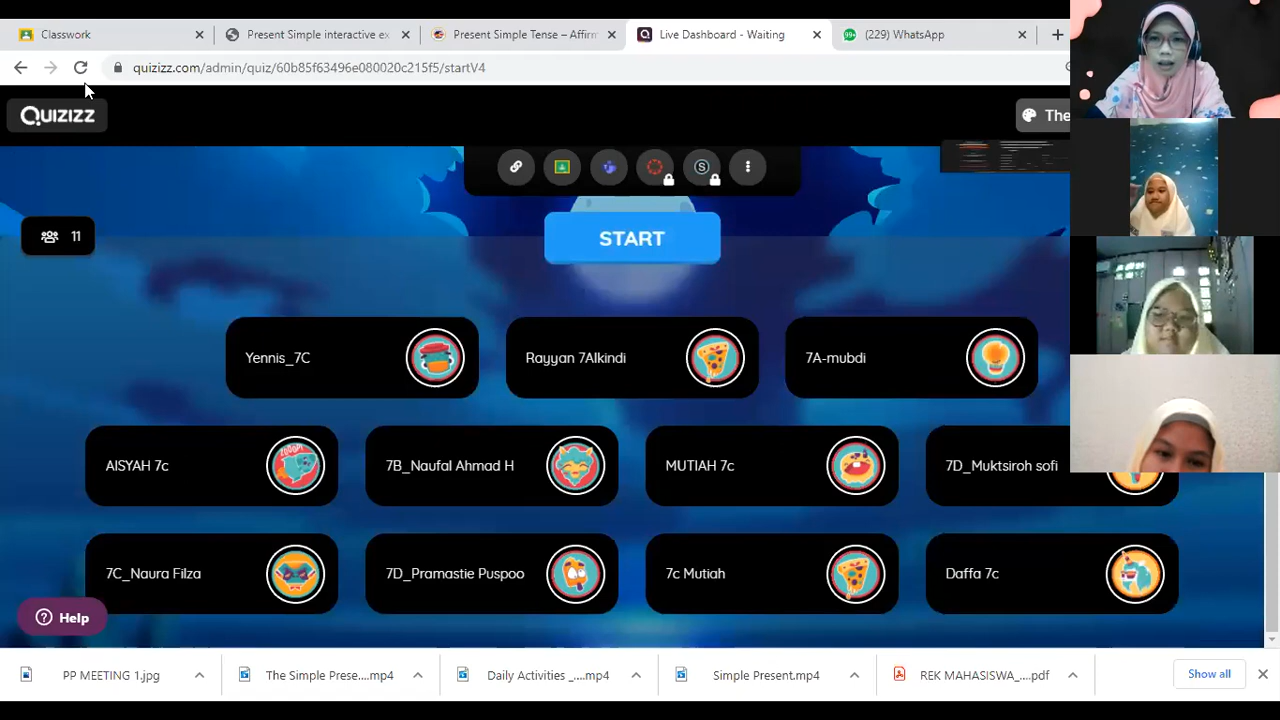 Classwork
Present Simple interactive ex
Present Simple Tense – Affirr
Live Dashboard - Waiting
99+
(229) WhatsApp
quizizz.com/admin/quiz/60b85f63496e080020c215f5/startV4
QUIZIZZ
The
S
START
11
Yennis_7C
Rayyan 7Alkindi
7A-mubdi
AISYAH 7c
ZOOOP!
7B_Naufal Ahmad H
MUTIAH 7c
7D_Muktsiroh sofi
7C_Naura Filza
7D_Pramastie Puspoo
7c Mutiah
Daffa 7c
Help
PP MEETING 1.jpg
The Simple Prese....mp4
Daily Activities _....mp4
Simple Present.mp4
REK MAHASISWA_....pdf
Show all